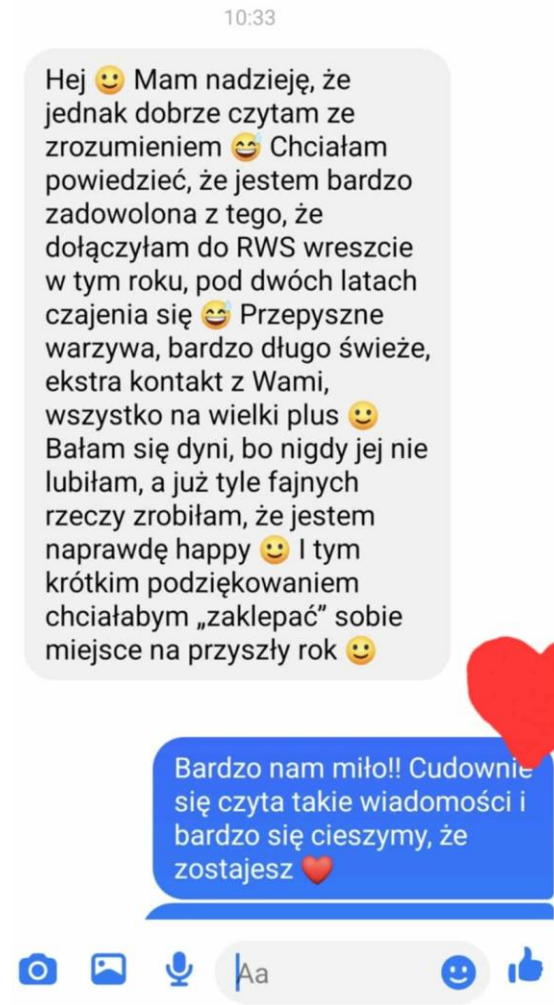 10:33
Hej 🙂 Mam nadzieję, że
jednak dobrze czytam ze
zrozumieniem 😅 Chciałam
powiedzieć, że jestem bardzo
zadowolona z tego, że
dołączyłam do RWS wreszcie
w tym roku, pod dwóch latach
czajenia się 😅 Przepyszne
warzywa, bardzo długo świeże,
ekstra kontakt z Wami,
wszystko na wielki plus 🙂
Bałam się dyni, bo nigdy jej nie
lubiłam, a już tyle fajnych
rzeczy zrobiłam, że jestem
naprawdę happy 🙂 I tym
krótkim podziękowaniem
chciałabym „zaklepać” sobie
miejsce na przyszły rok 🙂
Bardzo nam miło!! Cudownie
się czyta takie wiadomości i
bardzo się cieszymy, że
zostajesz ❤️
Aa